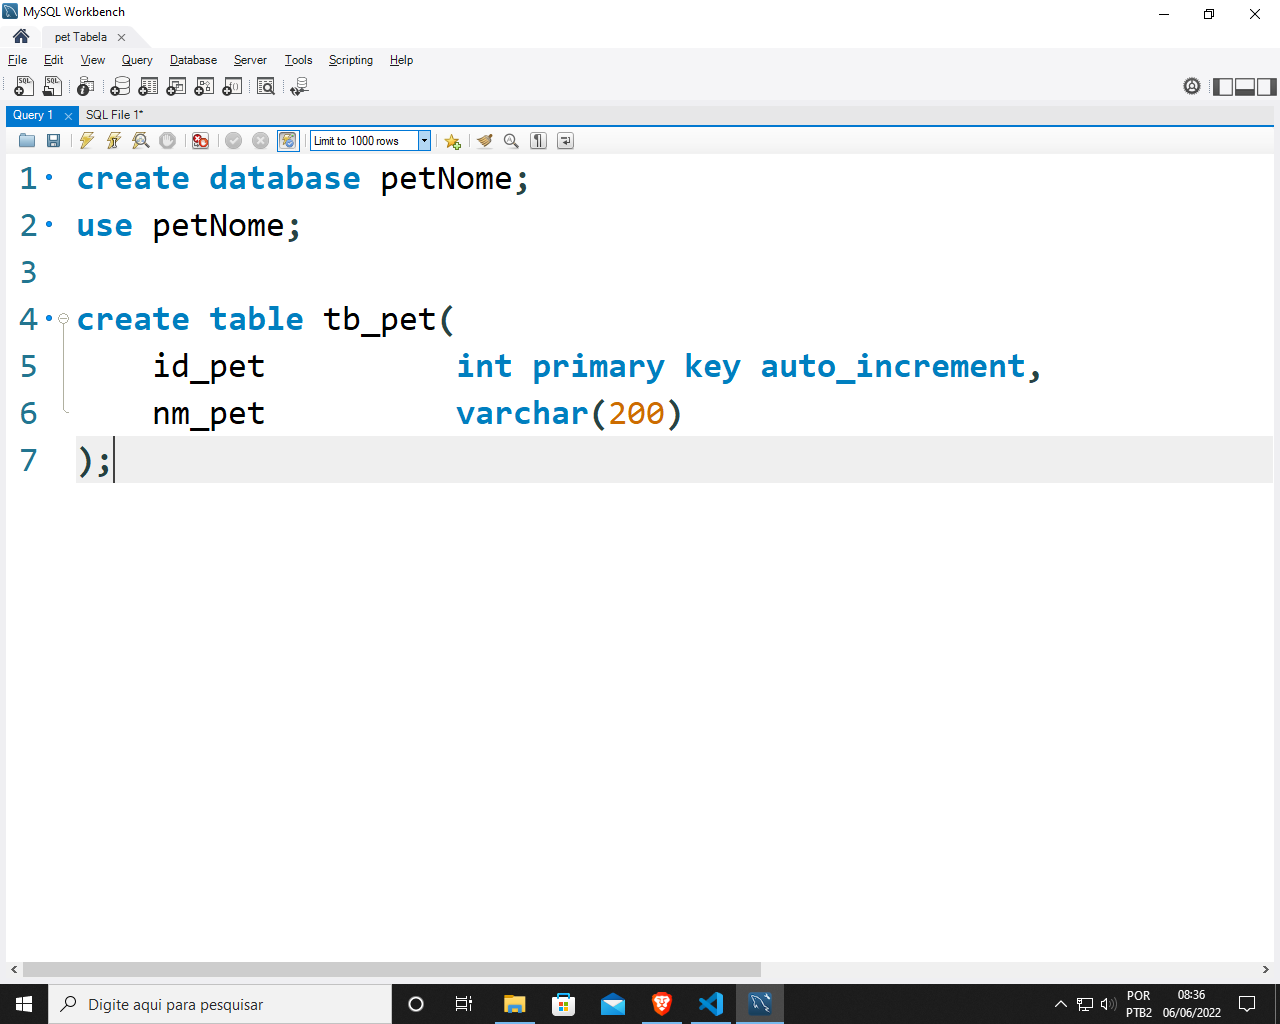 MySQL Workbench
pet Tabela
File Edit View Query Database Server Tools Scripting Help
Query 1 SQL File 1*
Limit to 1000 rows
1 create database petNome;
2 use petNome;
3
4 create table tb_pet(
5 id_pet int primary key auto_increment,
6 nm_pet varchar(200)
7 );
Digite aqui para pesquisar
POR 08:36
PTB2 06/06/2022